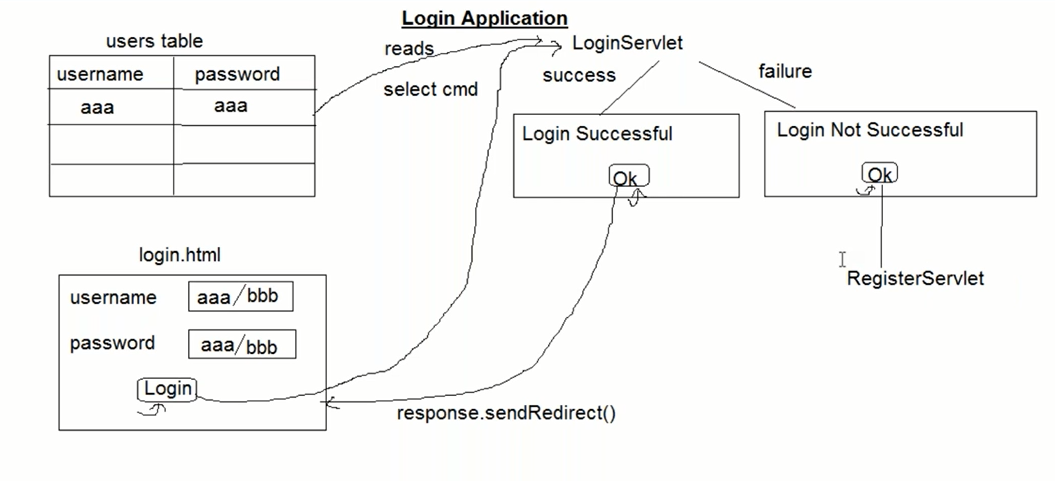 Login Application
users table
username password
aaa aaa
reads
select cmd
LoginServlet
success
failure
Login Successful
Ok
Login Not Successful
Ok
RegisterServlet
login.html
username aaa/bbb
password aaa/bbb
Login
response.sendRedirect()